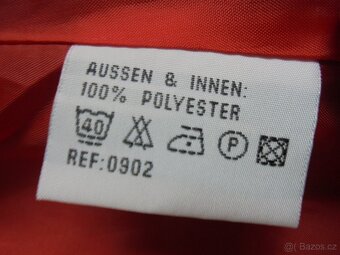 AUSSEN & INNEN:
100% POLYESTER
40 P
REF:0902
© Bazos.cz